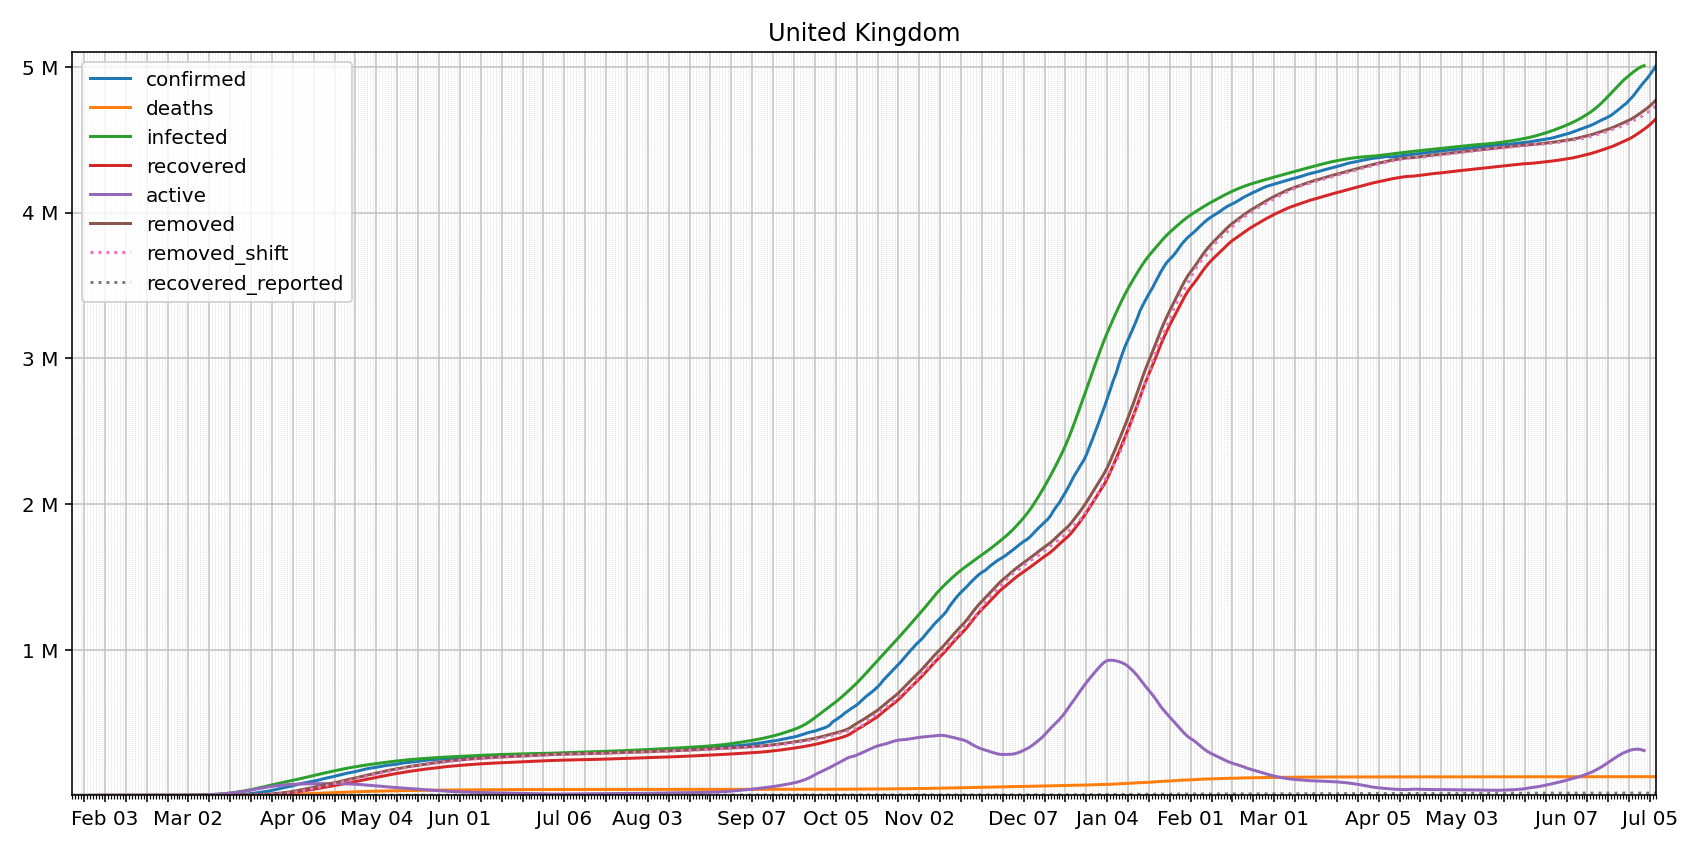 United Kingdom
5 M
4 M
3 M
2 M
1 M
confirmed
deaths
infected
recovered
active
removed
removed_shift
recovered_reported
Feb 03 Mar 02 Apr 06 May 04 Jun 01 Jul 06 Aug 03 Sep 07 Oct 05 Nov 02 Dec 07 Jan 04 Feb 01 Mar 01 Apr 05 May 03 Jun 07 Jul 05